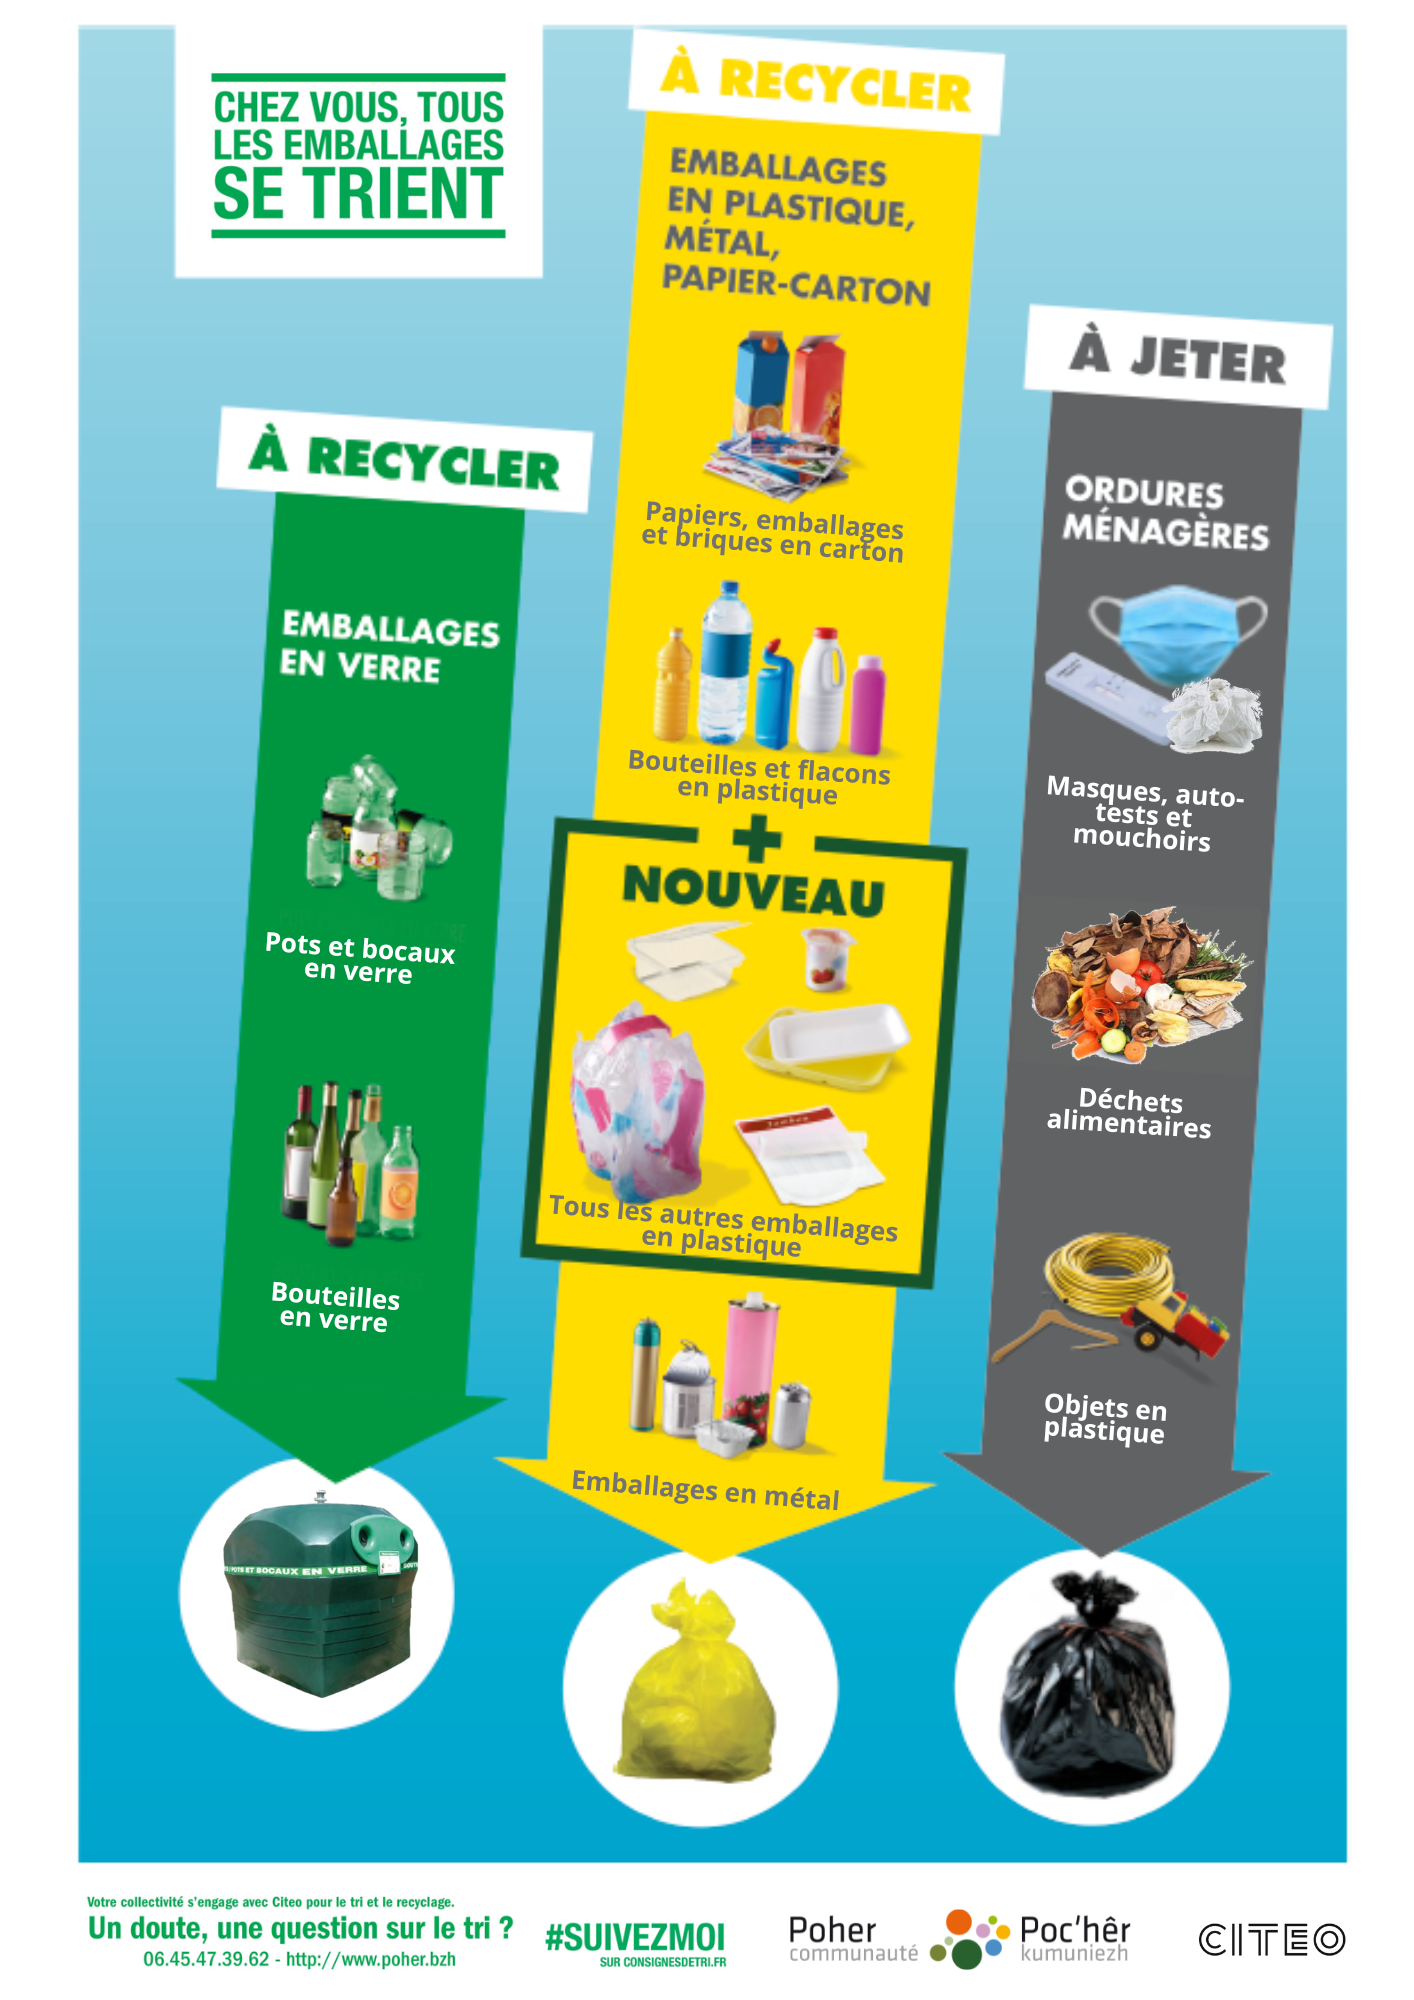 CHEZ VOUS, TOUS
LES EMBALLAGES
SE TRIENT
À RECYCLER
EMBALLAGES
EN VERRE
Pots et bocaux
en verre
Bouteilles
en verre
POTS ET BOCAUX EN VERRE
À RECYCLER
EMBALLAGES
EN PLASTIQUE,
MÉTAL,
PAPIER-CARTON
Papiers, emballages
et briques en carton
Bouteilles et flacons
en plastique
+
NOUVEAU
Tous les autres emballages
en plastique
Emballages en métal
À JETER
ORDURES
MÉNAGÈRES
Masques, auto-
tests et
mouchoirs
Déchets
alimentaires
Objets en
plastique
Votre collectivité s'engage avec Citeo pour le tri et le recyclage.
Un doute, une question sur le tri ?
06.45.47.39.62 - http://www.poher.bzh
#SUIVEZMOI
SUR CONSIGNESDETRI.FR
Poher
communauté
Poc'hêr
kumuniezh
CITEO